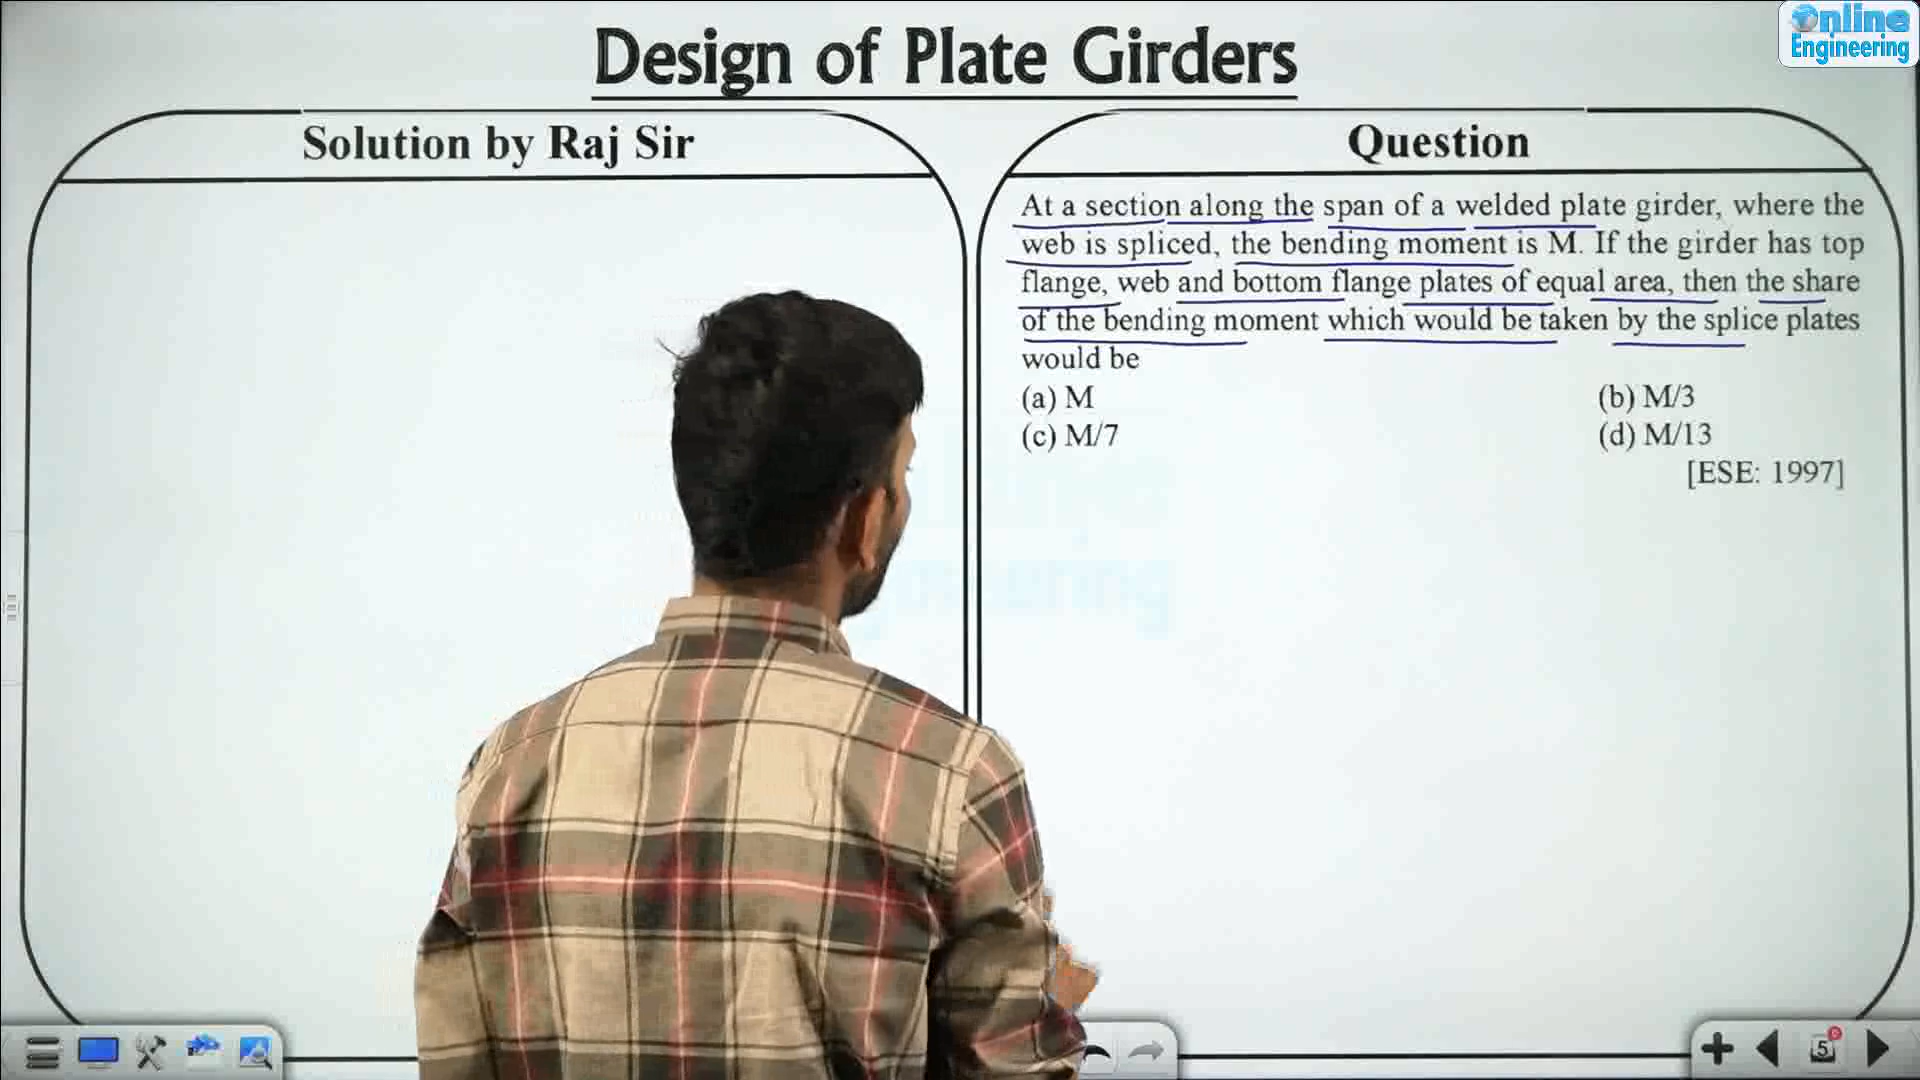 Online
Engineering
Design of Plate Girders
Solution by Raj Sir
Question
At a section along the span of a welded plate girder, where the
web is spliced, the bending moment is M. If the girder has top
flange, web and bottom flange plates of equal area, then the share
of the bending moment which would be taken by the splice plates
would be
(a) M
(b) M/3
(c) M/7
(d) M/13
[ESE: 1997]
5